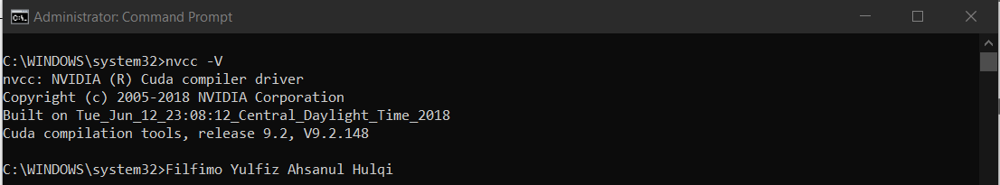 Administrator: Command Prompt
C:\WINDOWS\system32>nvcc -V
nvcc: NVIDIA (R) Cuda compiler driver
Copyright (c) 2005-2018 NVIDIA Corporation
Built on Tue_Jun_12_23:08:12_Central_Daylight_Time_2018
Cuda compilation tools, release 9.2, V9.2.148
C:\WINDOWS\system32>Filfimo Yulfiz Ahsanul Hulqi